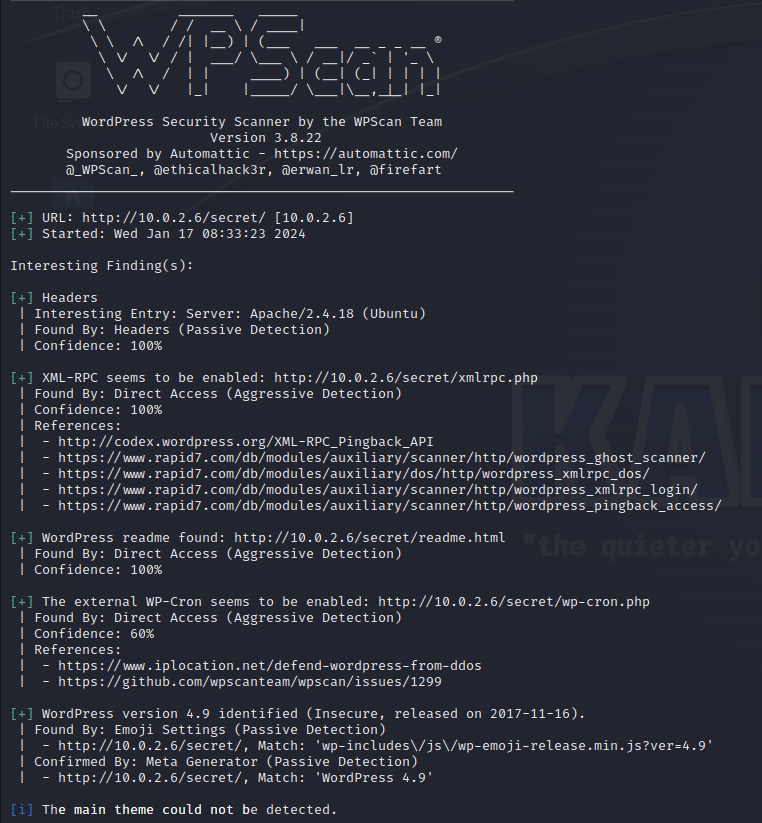 Trash
WPScan ®
File Sys
WordPress Security Scanner by the WPScan Team
Version 3.8.22
Sponsored by Automattic - https://automattic.com/
@_WPScan_, @ethicalhack3r, @erwan_lr, @firefart
[+] URL: http://10.0.2.6/secret/ [10.0.2.6]
[+] Started: Wed Jan 17 08:33:23 2024
Interesting Finding(s):
[+] Headers
| Interesting Entry: Server: Apache/2.4.18 (Ubuntu)
| Found By: Headers (Passive Detection)
| Confidence: 100%
[+] XML-RPC seems to be enabled: http://10.0.2.6/secret/xmlrpc.php
| Found By: Direct Access (Aggressive Detection)
| Confidence: 100%
| References:
|  - http://codex.wordpress.org/XML-RPC_Pingback_API
|  - https://www.rapid7.com/db/modules/auxiliary/scanner/http/wordpress_ghost_scanner/
|  - https://www.rapid7.com/db/modules/auxiliary/dos/http/wordpress_xmlrpc_dos/
|  - https://www.rapid7.com/db/modules/auxiliary/scanner/http/wordpress_xmlrpc_login/
|  - https://www.rapid7.com/db/modules/auxiliary/scanner/http/wordpress_pingback_access/
KA
[+] WordPress readme found: http://10.0.2.6/secret/readme.html
"the quieter yo
| Found By: Direct Access (Aggressive Detection)
| Confidence: 100%
[+] The external WP-Cron seems to be enabled: http://10.0.2.6/secret/wp-cron.php
| Found By: Direct Access (Aggressive Detection)
| Confidence: 60%
| References:
|  - https://www.iplocation.net/defend-wordpress-from-ddos
|  - https://github.com/wpscanteam/wpscan/issues/1299
[+] WordPress version 4.9 identified (Insecure, released on 2017-11-16).
| Found By: Emoji Settings (Passive Detection)
|  - http://10.0.2.6/secret/, Match: 'wp-includes\/js\/wp-emoji-release.min.js?ver=4.9'
| Confirmed By: Meta Generator (Passive Detection)
|  - http://10.0.2.6/secret/, Match: 'WordPress 4.9'
[i] The main theme could not be detected.